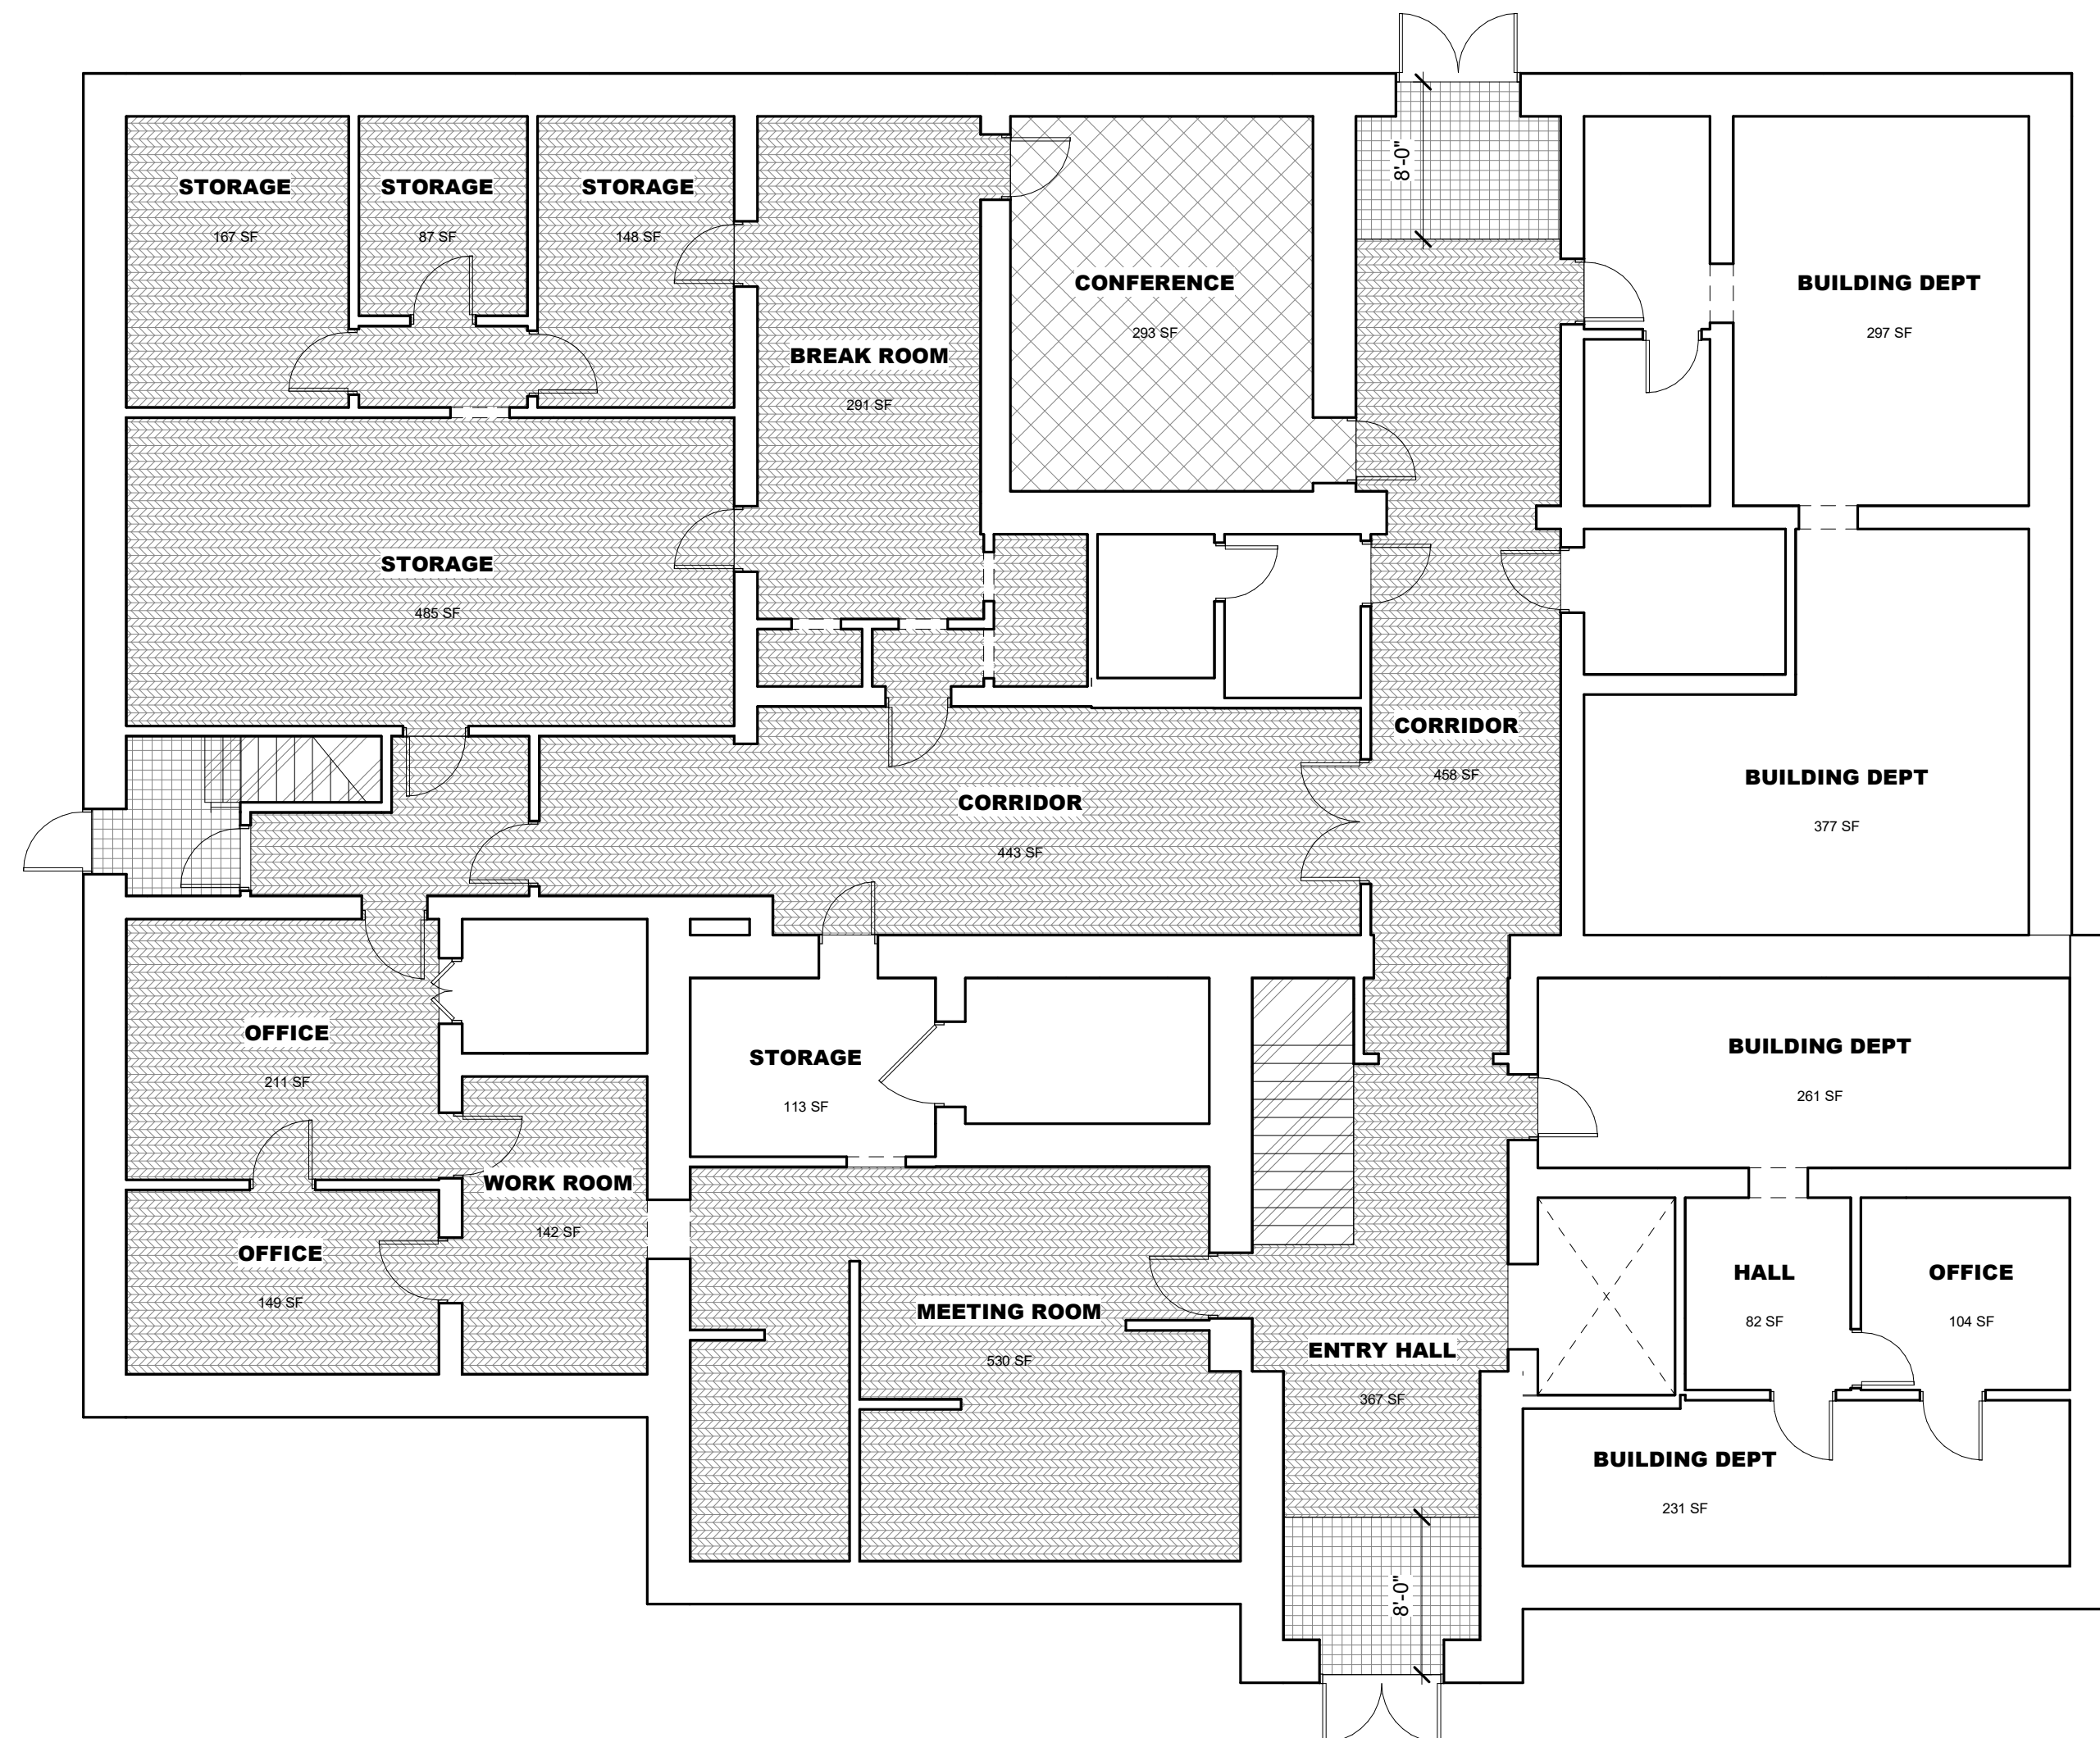 8'-0"
STORAGE
167 SF
STORAGE
87 SF
STORAGE
148 SF
CONFERENCE
293 SF
BUILDING DEPT
297 SF
BREAK ROOM
291 SF
STORAGE
485 SF
CORRIDOR
458 SF
BUILDING DEPT
377 SF
CORRIDOR
443 SF
OFFICE
211 SF
STORAGE
113 SF
BUILDING DEPT
261 SF
WORK ROOM
142 SF
OFFICE
149 SF
MEETING ROOM
530 SF
HALL
82 SF
OFFICE
104 SF
ENTRY HALL
367 SF
BUILDING DEPT
231 SF
8'-0"